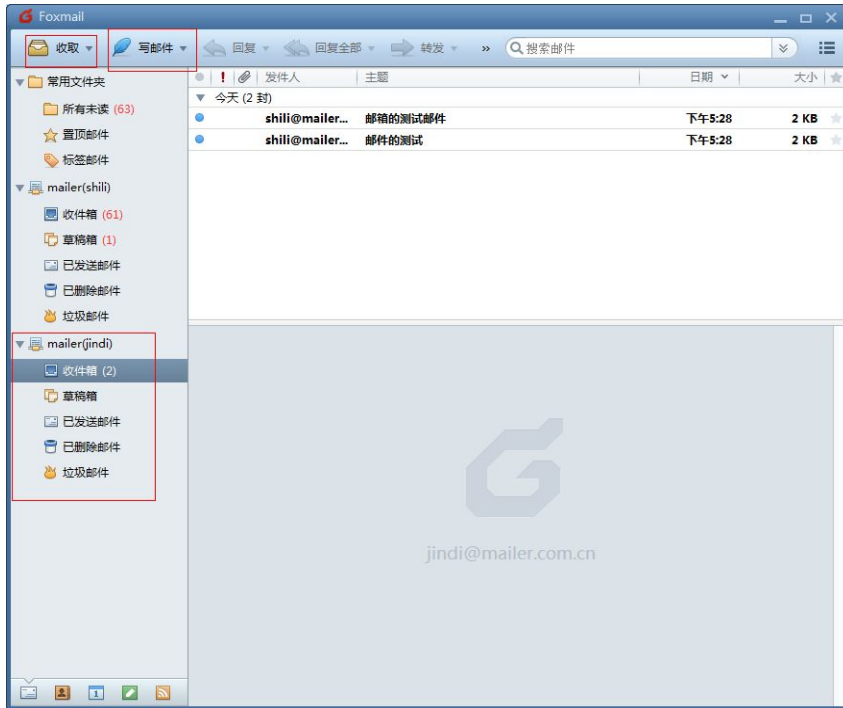 Foxmail
收取 写邮件 回复 回复全部 转发 » 搜索邮件
常用文件夹
所有未读 (63)
置顶邮件
标签邮件
mailer(shili)
收件箱 (61)
草稿箱 (1)
已发送邮件
已删除邮件
垃圾邮件
mailer(jindi)
收件箱 (2)
草稿箱
已发送邮件
已删除邮件
垃圾邮件
! 发件人 主题 日期 大小
今天 (2 封)
shili@mailer... 邮箱的测试邮件 下午5:28 2 KB
shili@mailer... 邮件的测试 下午5:28 2 KB
jindi@mailer.com.cn
1